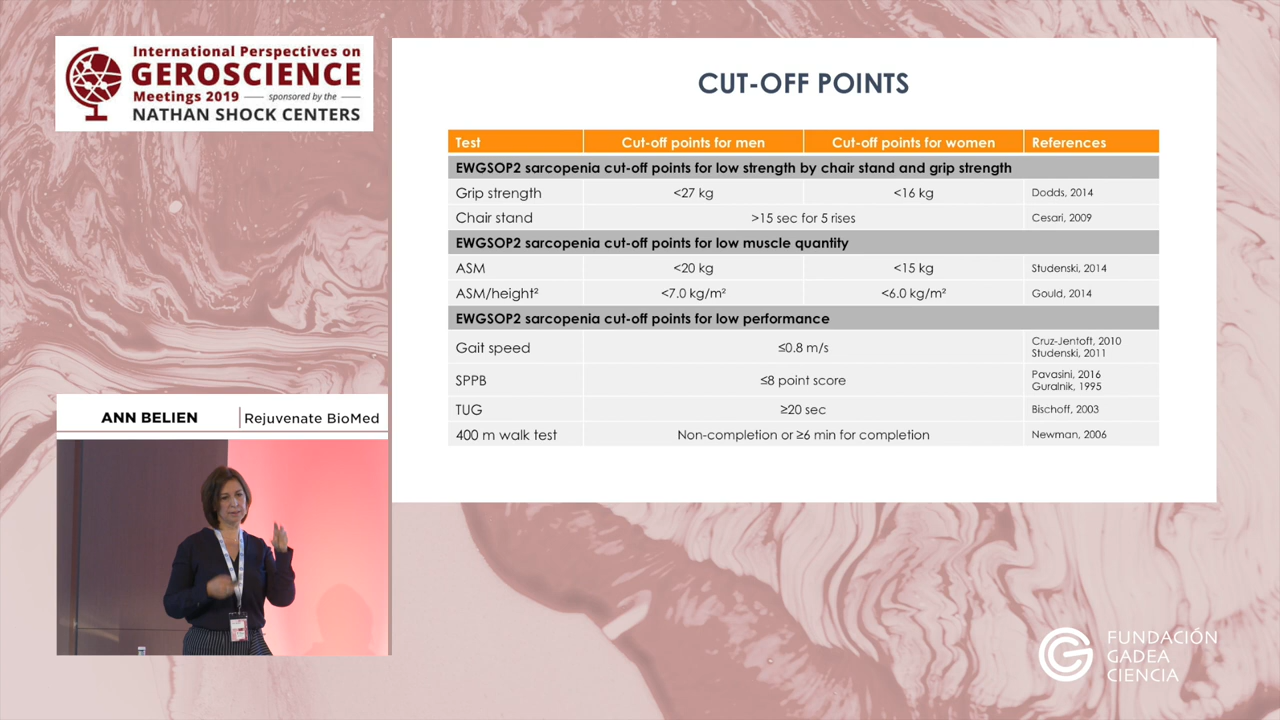 International Perspectives on
GEROSCIENCE
Meetings 2019 — sponsored by the —
NATHAN SHOCK CENTERS
CUT-OFF POINTS
Test Cut-off points for men Cut-off points for women References
EWGSOP2 sarcopenia cut-off points for low strength by chair stand and grip strength
Grip strength <27 kg <16 kg Dodds, 2014
Chair stand >15 sec for 5 rises Cesari, 2009
EWGSOP2 sarcopenia cut-off points for low muscle quantity
ASM <20 kg <15 kg Studenski, 2014
ASM/height² <7.0 kg/m² <6.0 kg/m² Gould, 2014
EWGSOP2 sarcopenia cut-off points for low performance
Gait speed ≤0.8 m/s Cruz-Jentoft, 2010
Studenski, 2011
SPPB ≤8 point score Pavasini, 2016
Guralnik, 1995
TUG ≥20 sec Bischoff, 2003
400 m walk test Non-completion or ≥6 min for completion Newman, 2006
ANN BELIEN Rejuvenate BioMed
FUNDACIÓN
GADEA
CIENCIA